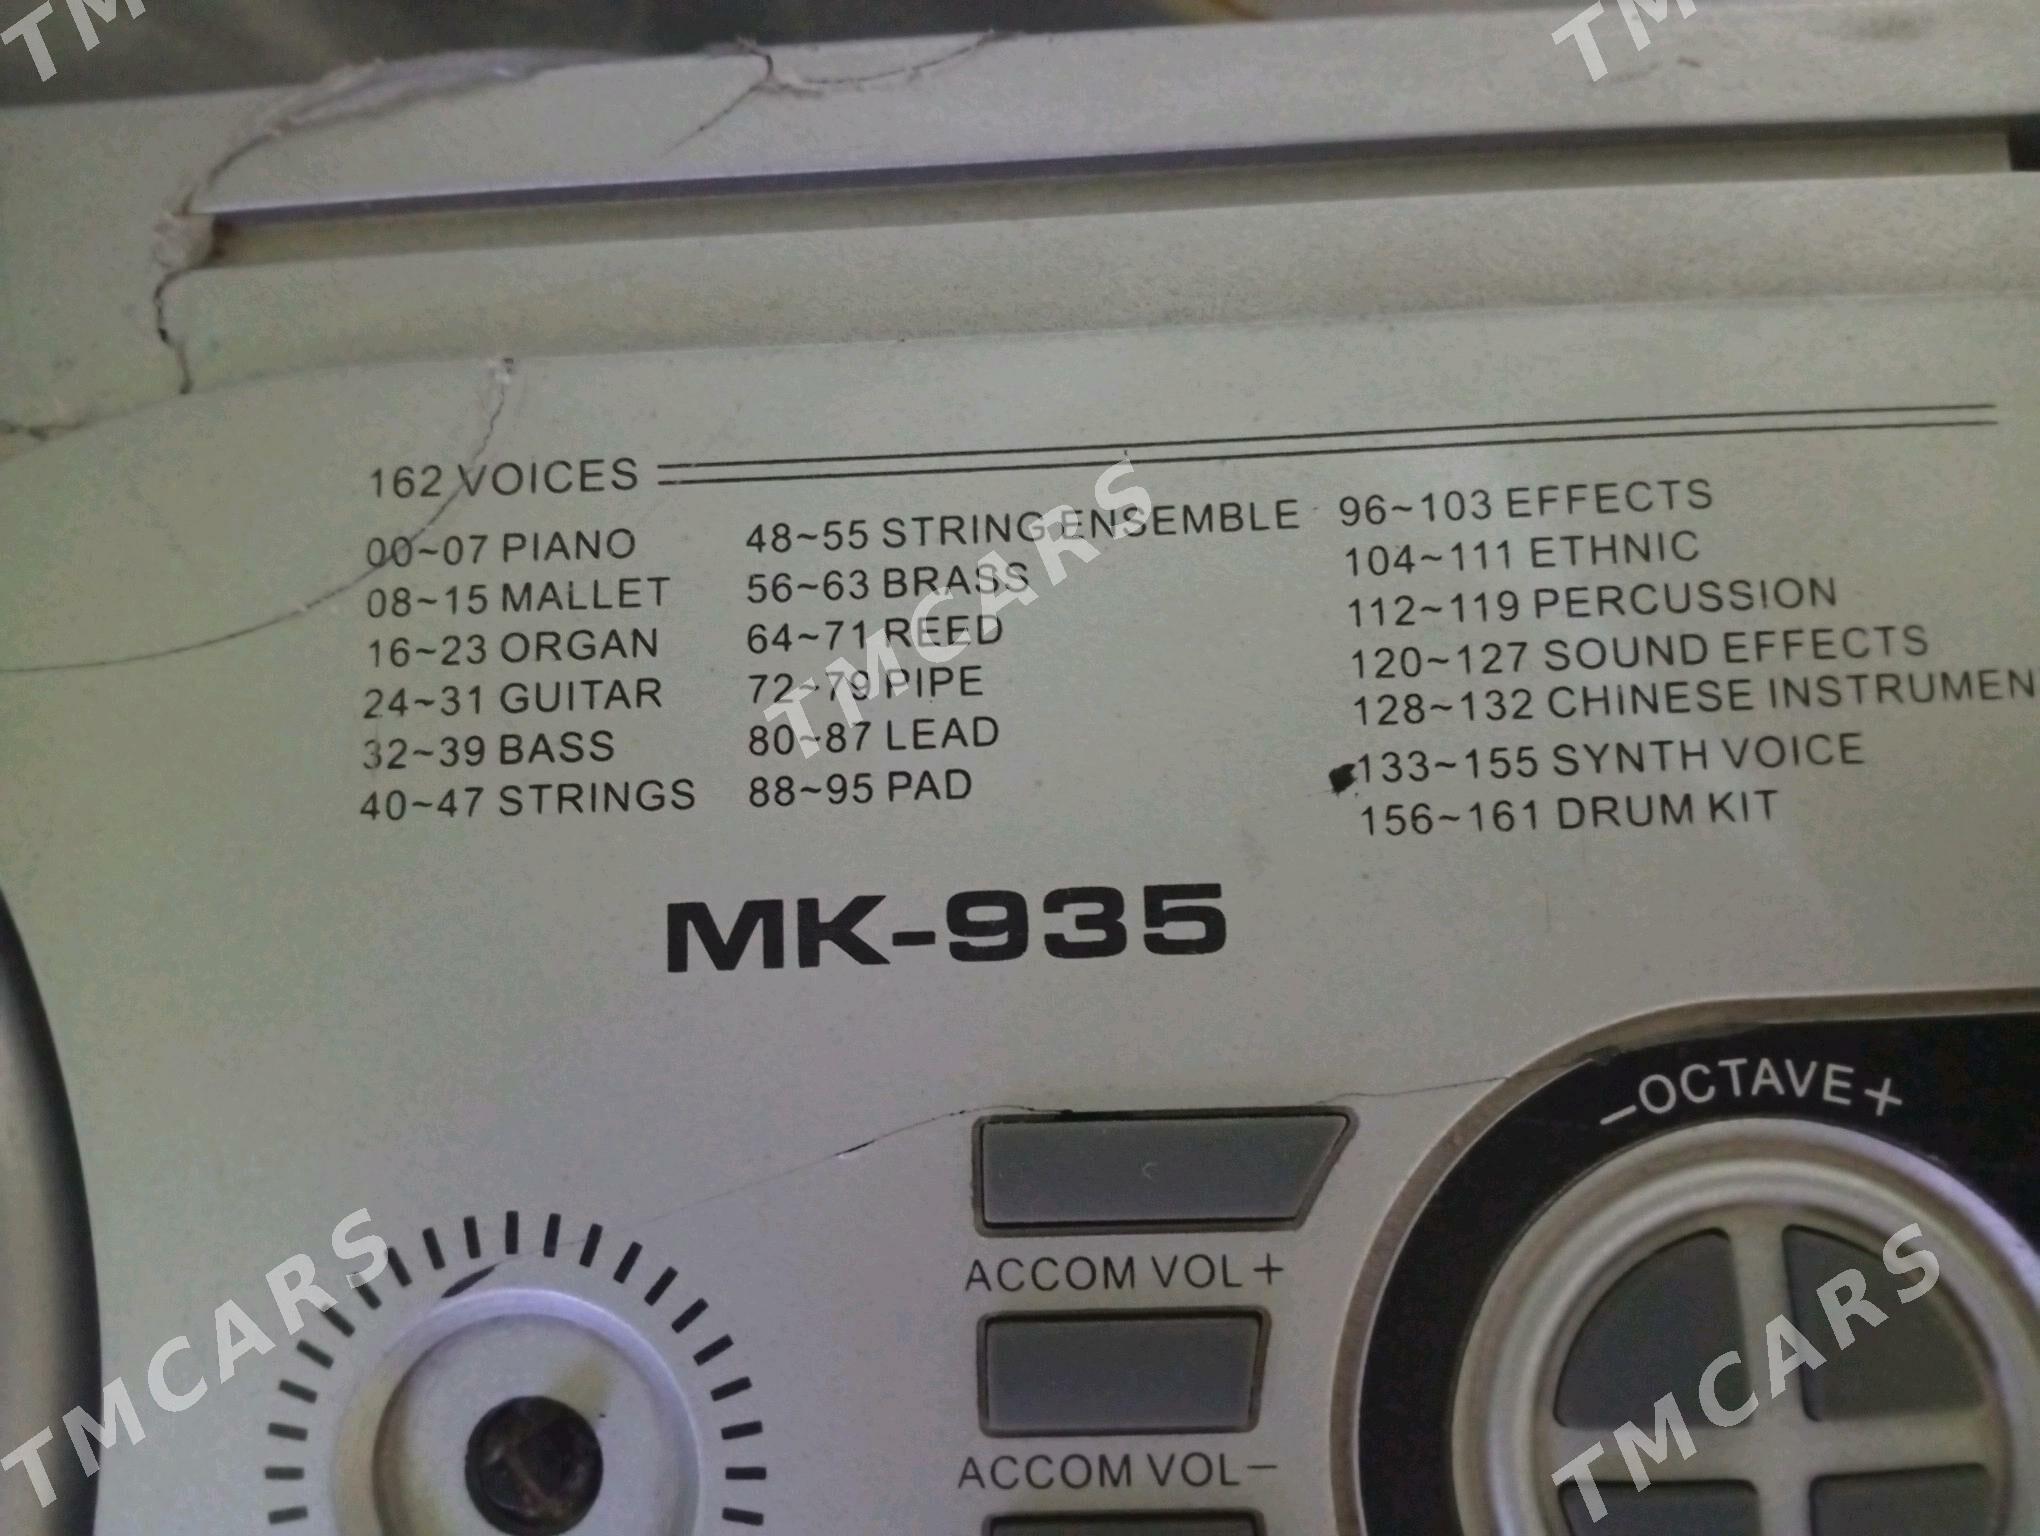 162 VOICES
00~07 PIANO
08~15 MALLET
16~23 ORGAN
24~31 GUITAR
32~39 BASS
40~47 STRINGS
48~55 STRING ENSEMBLE
56~63 BRASS
64~71 REED
72~79 PIPE
80~87 LEAD
88~95 PAD
96~103 EFFECTS
104~111 ETHNIC
112~119 PERCUSSION
120~127 SOUND EFFECTS
128~132 CHINESE INSTRUMEN
133~155 SYNTH VOICE
156~161 DRUM KIT
MK-935
−OCTAVE+
ACCOM VOL+
ACCOM VOL−
TM
TM
TMCARS
TMCARS
TMCARS